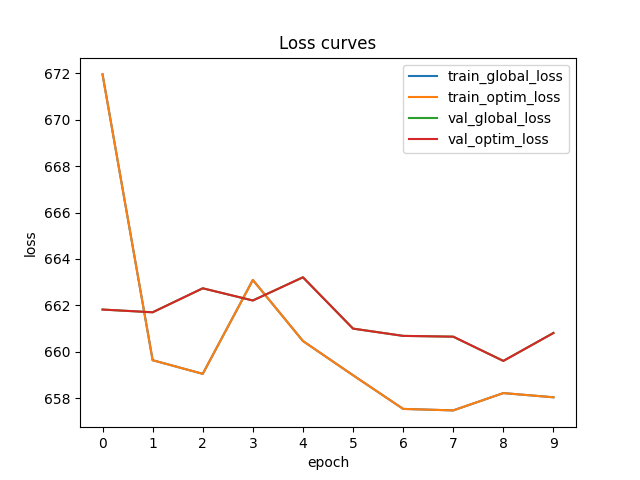 Loss curves
train_global_loss
train_optim_loss
val_global_loss
val_optim_loss
672
670
668
666
664
662
660
658
loss
0 1 2 3 4 5 6 7 8 9
epoch